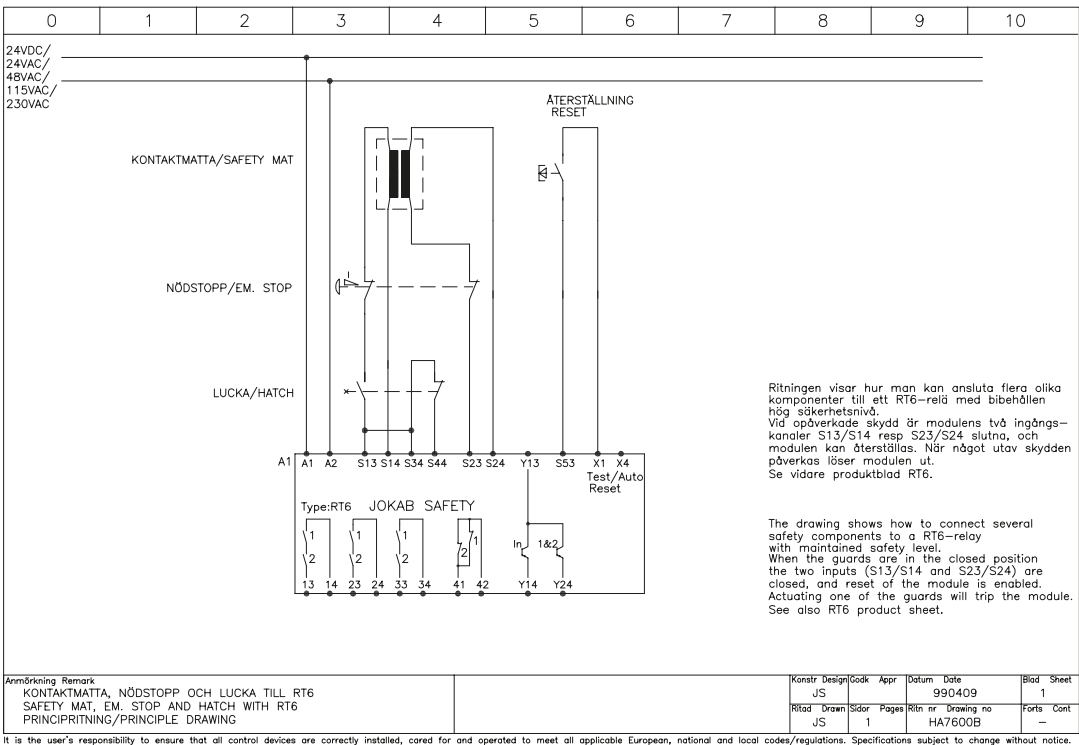 0 1 2 3 4 5 6 7 8 9 10
24VDC/
24VAC/
48VAC/
115VAC/
230VAC
ÅTERSTÄLLNING
RESET
KONTAKTMATTA/SAFETY MAT
NÖDSTOPP/EM. STOP
LUCKA/HATCH
Ritningen visar hur man kan ansluta flera olika
komponenter till ett RT6-relä med bibehållen
hög säkerhetsnivå.
Vid opåverkade skydd är modulens två ingångs-
kanaler S13/S14 resp S23/S24 slutna, och
modulen kan återställas. När något utav skydden
påverkas löser modulen ut.
Se vidare produktblad RT6.
A1 A1 A2 S13 S14 S34 S44 S23 S24 Y13 S53 X1 X4
Test/Auto
Reset
Type:RT6 JOKAB SAFETY
1 1 1 1
2 2 2 2
In 1&2
13 14 23 24 33 34 41 42 Y14 Y24
The drawing shows how to connect several
safety components to a RT6-relay
with maintained safety level.
When the guards are in the closed position
the two inputs (S13/S14 and S23/S24) are
closed, and reset of the module is enabled.
Actuating one of the guards will trip the module.
See also RT6 product sheet.
Anmörkning Remark
KONTAKTMATTA, NÖDSTOPP OCH LUCKA TILL RT6
SAFETY MAT, EM. STOP AND HATCH WITH RT6
PRINCIPRITNING/PRINCIPLE DRAWING
Konstr Design Godk Appr Datum Date Blad Sheet
JS 990409 1
Ritad Drawn Sidor Pages Ritn nr Drawing no Forts Cont
JS 1 HA7600B -
It is the user's responsibility to ensure that all control devices are correctly installed, cared for and operated to meet all applicable European, national and local codes/regulations. Specifications subject to change without notice.